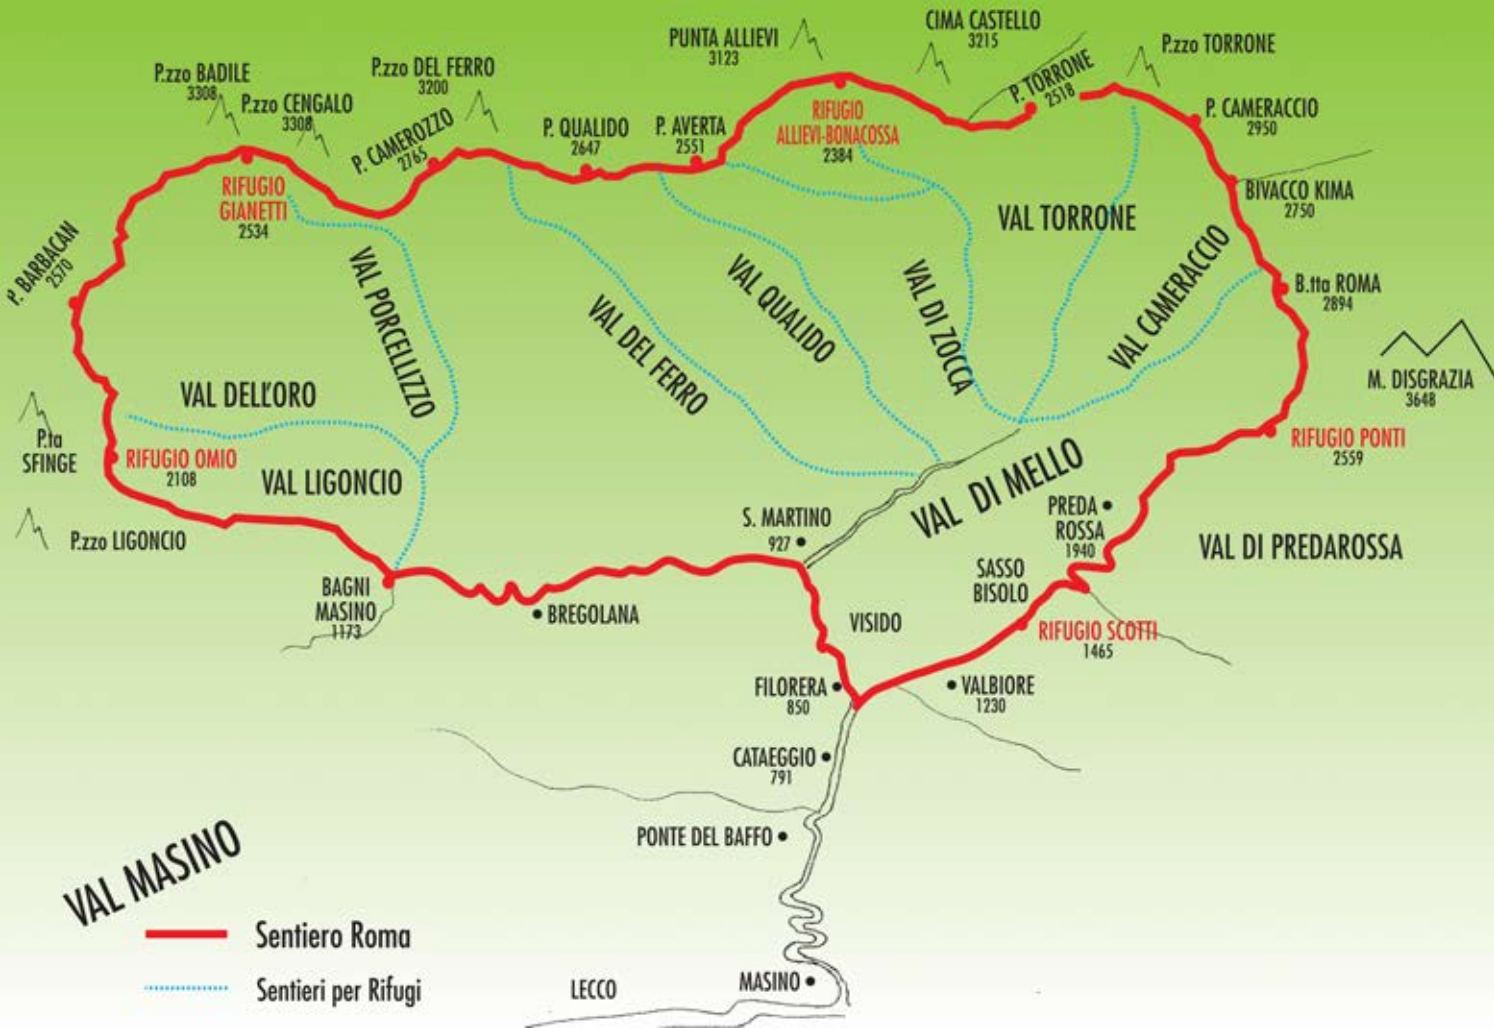 CIMA CASTELLO
3215
PUNTA ALLIEVI
3123
P.zzo TORRONE
P.zzo DEL FERRO
3200
P.zzo BADILE
3308
P.zzo CENGALO
3308
P. TORRONE
2518
P. CAMERACCIO
2950
RIFUGIO
ALLIEVI-BONACOSSA
2384
P. QUALIDO
2647
P. AVERTA
2551
P. CAMEROZZO
2765
RIFUGIO
GIANETTI
2534
BIVACCO KIMA
2750
VAL TORRONE
P. BARBACAN
2570
VAL PORCELLIZZO
VAL DEL FERRO
VAL QUALIDO
VAL DI ZOCCA
VAL CAMERACCIO
B.tta ROMA
2894
M. DISGRAZIA
3648
VAL DELL'ORO
P.ta
SFINGE
RIFUGIO OMIO
2108
VAL LIGONCIO
RIFUGIO PONTI
2559
P.zzo LIGONCIO
S. MARTINO
927
VAL DI MELLO
PREDA
ROSSA
1940
VAL DI PREDAROSSA
SASSO
BISOLO
BAGNI
MASINO
1173
BREGOLANA
VISIDO
RIFUGIO SCOTTI
1465
FILORERA
850
VALBIORE
1230
CATAEGGIO
791
PONTE DEL BAFFO
VAL MASINO
Sentiero Roma
Sentieri per Rifugi
LECCO
MASINO